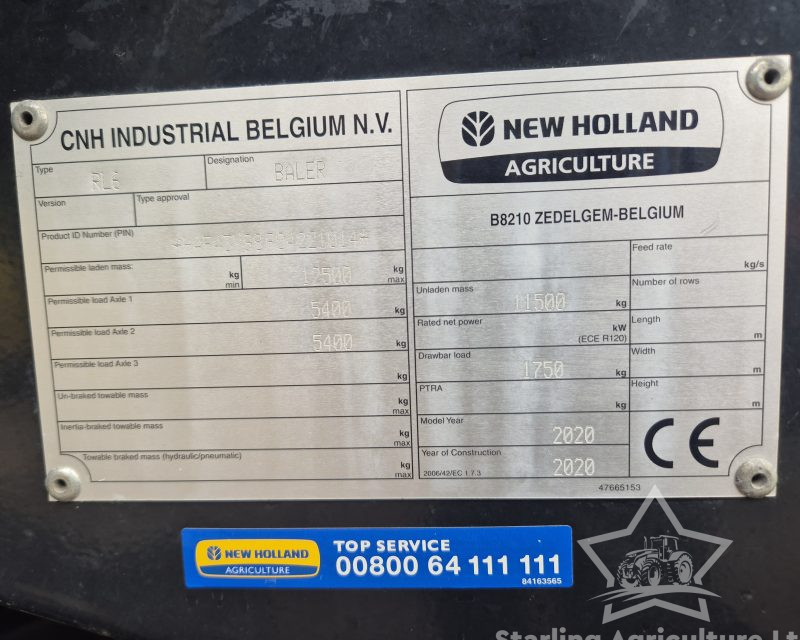 CNH INDUSTRIAL BELGIUM N.V.
Type RL6
Designation BALER
Version
Type approval
Product ID Number (PIN)
Permissible laden mass: kg min 12500 kg max
Permissible load Axle 1 5400 kg
Permissible load Axle 2 5400 kg
Permissible load Axle 3 kg
Un-braked towable mass kg max
Inertia-braked towable mass kg max
Towable braked mass (hydraulic/pneumatic) kg max
NEW HOLLAND
AGRICULTURE
B8210 ZEDELGEM-BELGIUM
Unladen mass 11500 kg
Rated net power kW (ECE R120)
Drawbar load 1750 kg
PTRA kg
Model Year 2020
Year of Construction 2020
2006/42/EC 1.7.3
Feed rate kg/s
Number of rows
Length m
Width m
Height m
CE
47665153
NEW HOLLAND
AGRICULTURE
TOP SERVICE
00800 64 111 111
84163565
Starling Agriculture